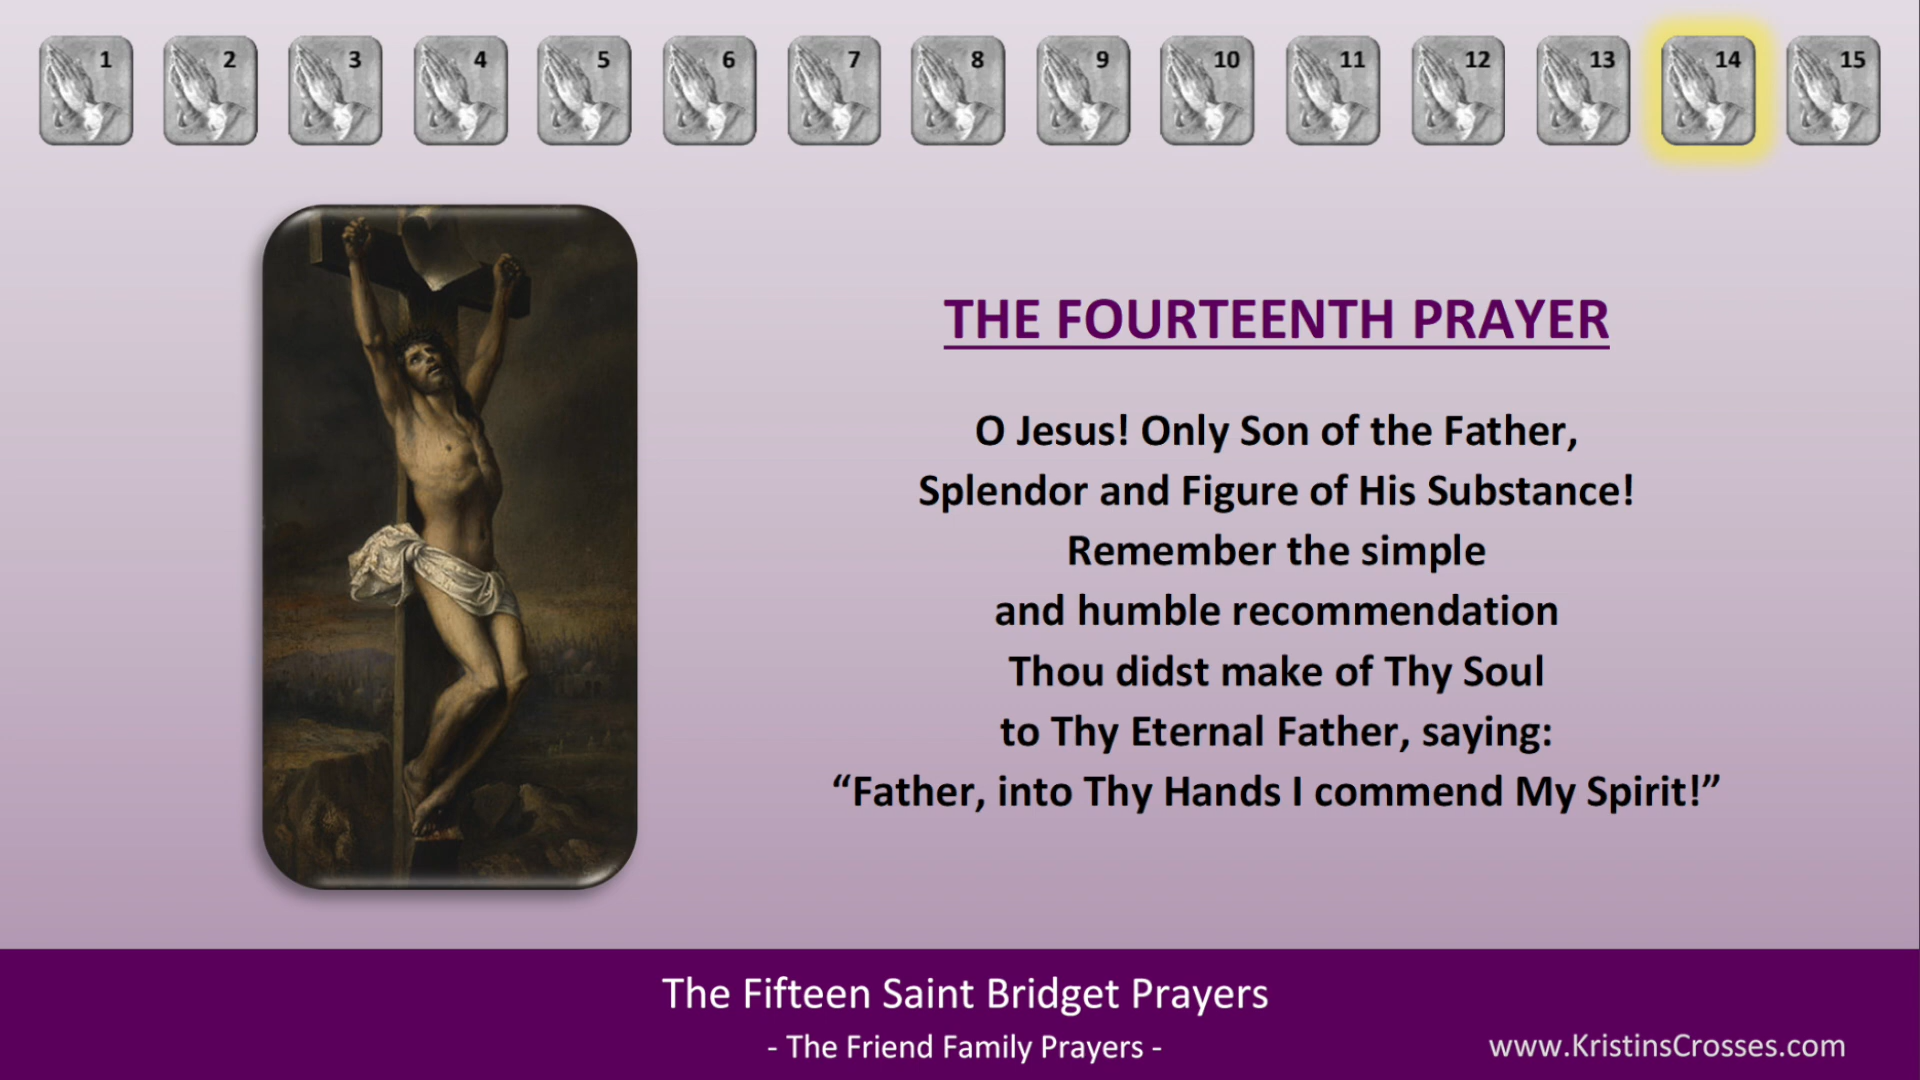 1 2 3 4 5 6 7 8 9 10 11 12 13 14 15
THE FOURTEENTH PRAYER
O Jesus! Only Son of the Father,
Splendor and Figure of His Substance!
Remember the simple
and humble recommendation
Thou didst make of Thy Soul
to Thy Eternal Father, saying:
“Father, into Thy Hands I commend My Spirit!”
The Fifteen Saint Bridget Prayers
- The Friend Family Prayers -
www.KristinsCrosses.com